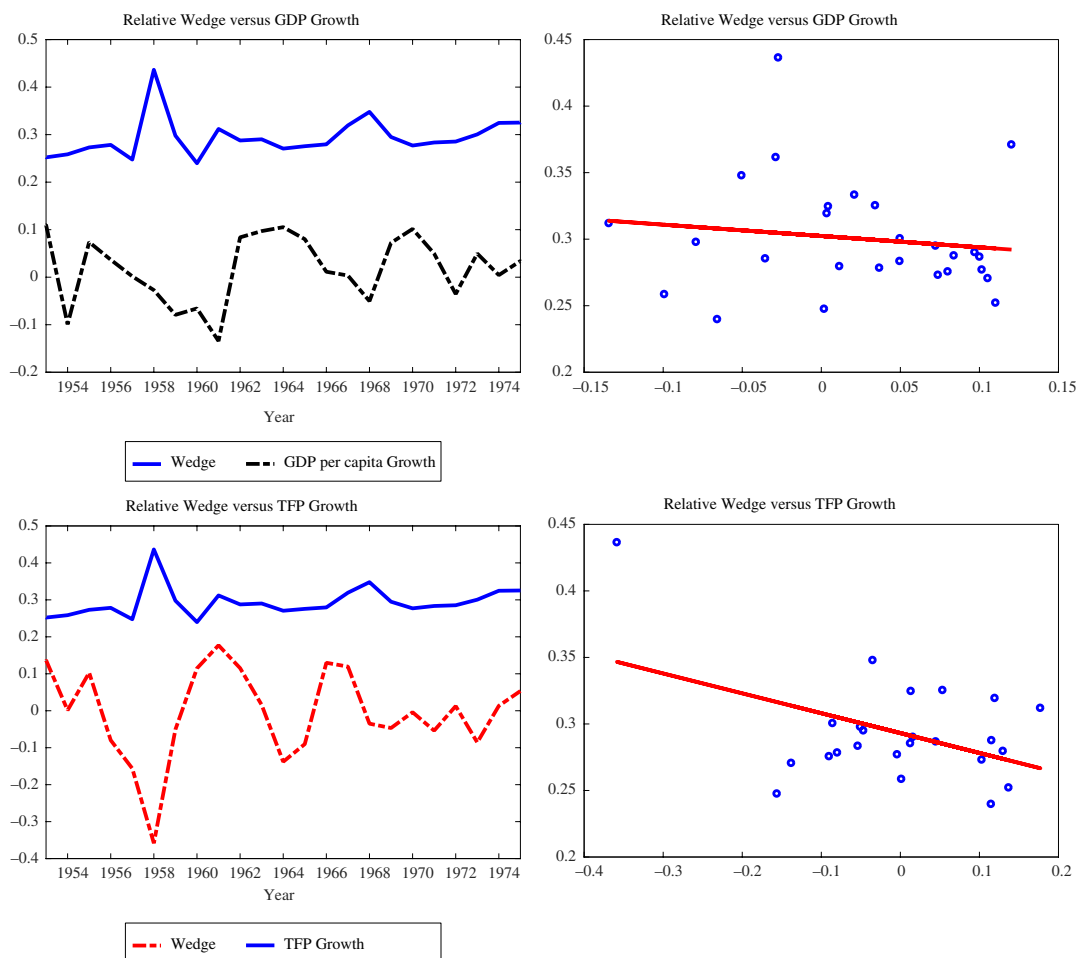 Relative Wedge versus GDP Growth
0.5
0.4
0.3
0.2
0.1
0
–0.1
–0.2
1954 1956 1958 1960 1962 1964 1966 1968 1970 1972 1974
Year
Wedge GDP per capita Growth
Relative Wedge versus GDP Growth
0.45
0.4
0.35
0.3
0.25
0.2
–0.15 –0.1 –0.05 0 0.05 0.1 0.15
Relative Wedge versus TFP Growth
0.5
0.4
0.3
0.2
0.1
0
–0.1
–0.2
–0.3
–0.4
1954 1956 1958 1960 1962 1964 1966 1968 1970 1972 1974
Year
Wedge TFP Growth
Relative Wedge versus TFP Growth
0.45
0.4
0.35
0.3
0.25
0.2
–0.4 –0.3 –0.2 –0.1 0 0.1 0.2